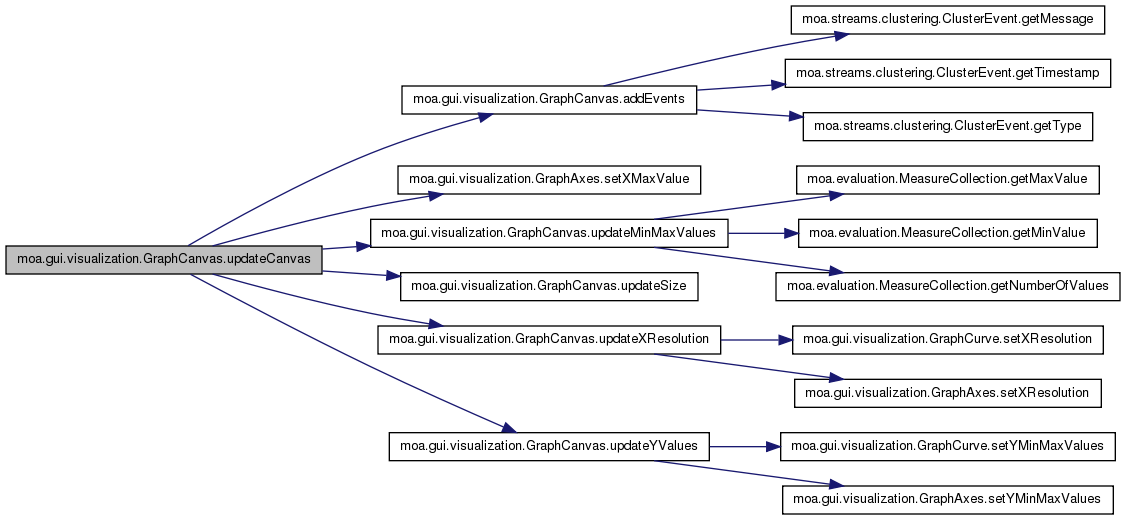 moa.streams.clustering.ClusterEvent.getMessage
moa.streams.clustering.ClusterEvent.getTimestamp
moa.gui.visualization.GraphCanvas.addEvents
moa.streams.clustering.ClusterEvent.getType
moa.gui.visualization.GraphAxes.setXMaxValue
moa.evaluation.MeasureCollection.getMaxValue
moa.gui.visualization.GraphCanvas.updateMinMaxValues
moa.evaluation.MeasureCollection.getMinValue
moa.gui.visualization.GraphCanvas.updateCanvas
moa.gui.visualization.GraphCanvas.updateSize
moa.evaluation.MeasureCollection.getNumberOfValues
moa.gui.visualization.GraphCanvas.updateXResolution
moa.gui.visualization.GraphCurve.setXResolution
moa.gui.visualization.GraphAxes.setXResolution
moa.gui.visualization.GraphCanvas.updateYValues
moa.gui.visualization.GraphCurve.setYMinMaxValues
moa.gui.visualization.GraphAxes.setYMinMaxValues